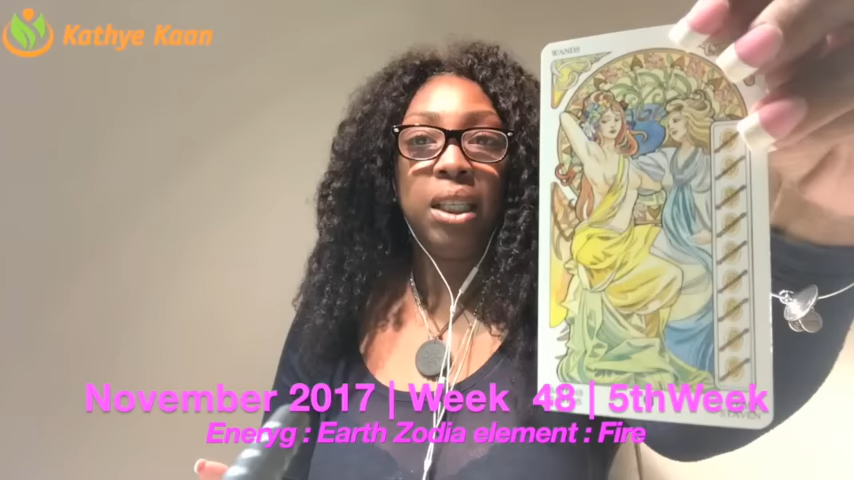 Kathye Kaan
WANDS
November 2017 | Week 48 | 5thWeek
Eneryg : Earth Zodia element : Fire